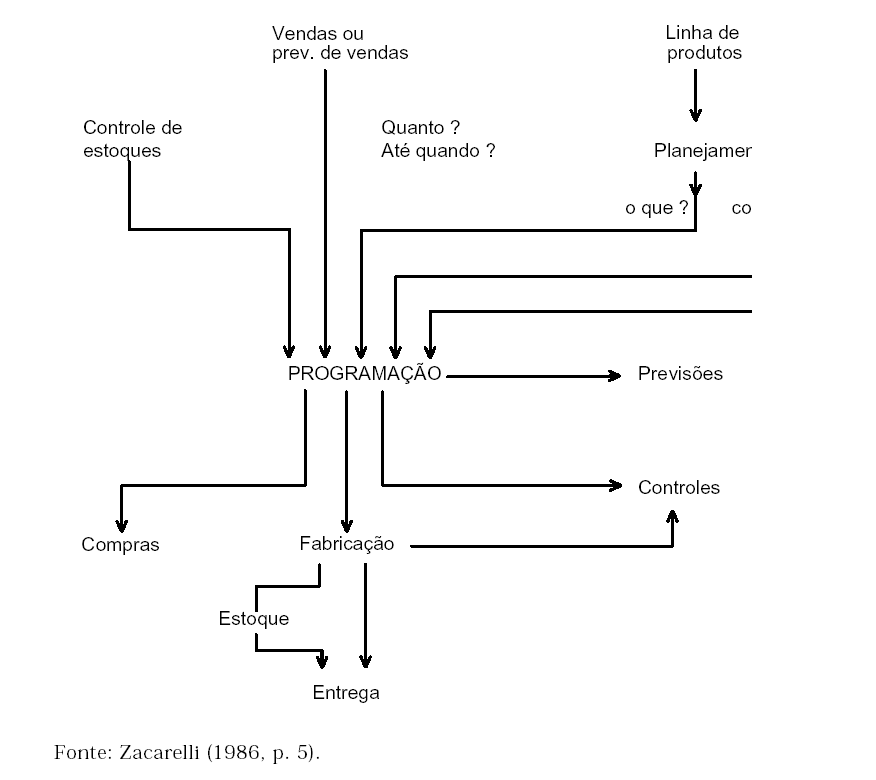 Vendas ou
prev. de vendas
Linha de
produtos
Controle de
estoques
Quanto ?
Até quando ?
Planejamer
o que ?
co
PROGRAMAÇÃO
Previsões
Controles
Compras
Fabricação
Estoque
Entrega
Fonte: Zacarelli (1986, p. 5).